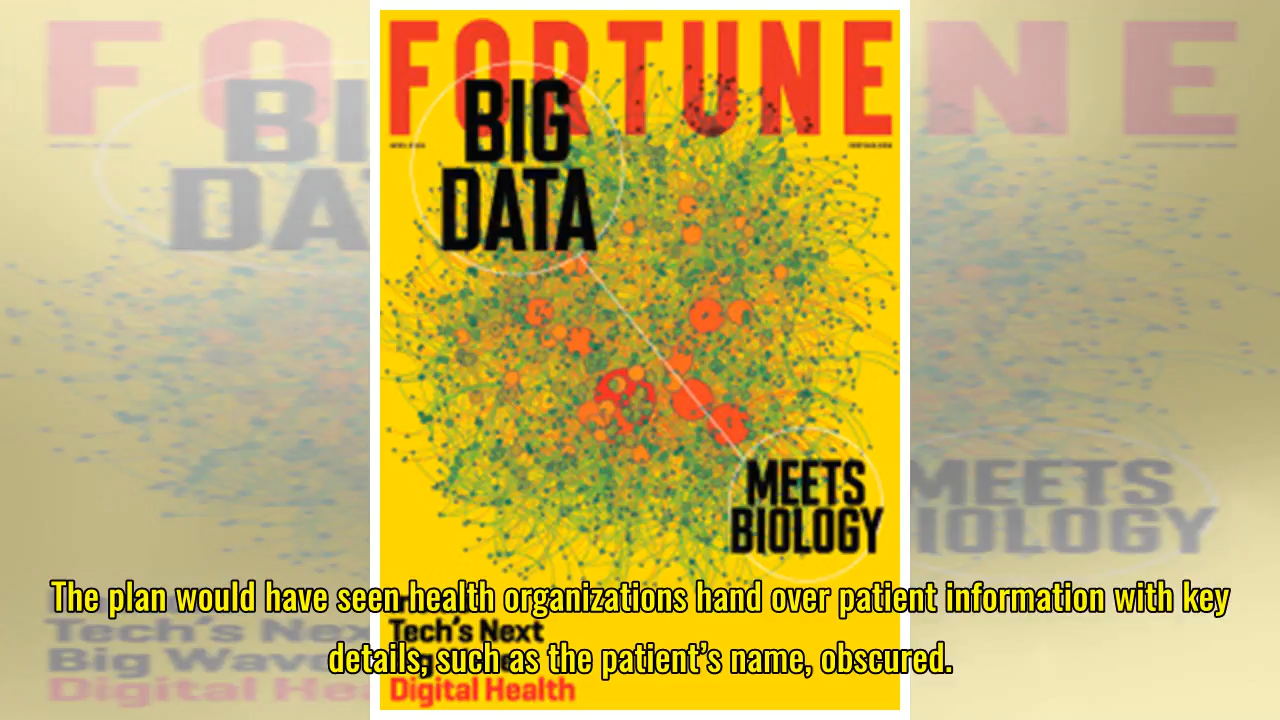 FORTUNE
BIG
DATA
MEETS
BIOLOGY
The plan would have seen health organizations hand over patient information with key
Tech's Next
details, such as the patient's name, obscured.
Digital Health